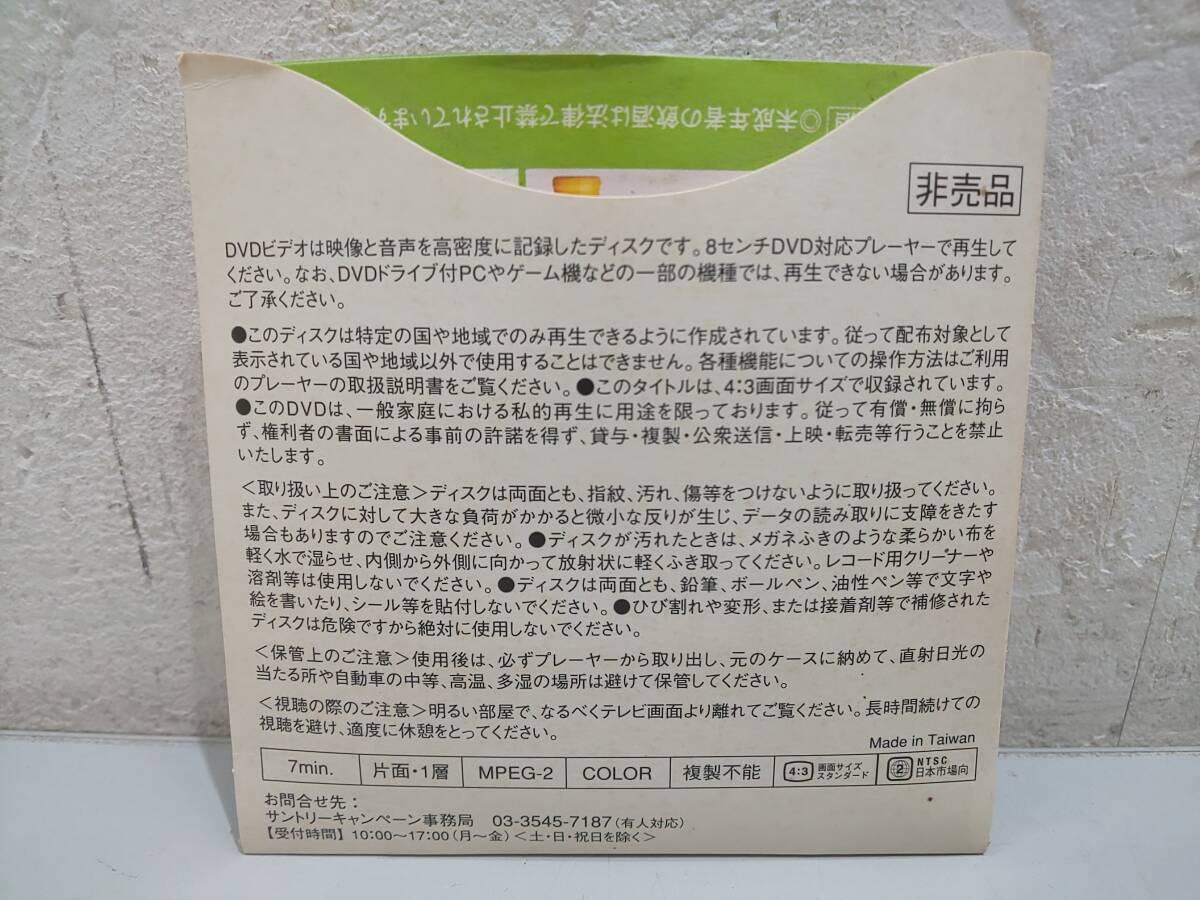 ◎未成年者の飲酒は法律で禁止されています
非売品
DVDビデオは映像と音声を高密度に記録したディスクです。8センチDVD対応プレーヤーで再生して
ください。なお、DVDドライブ付PCやゲーム機などの一部の機種では、再生できない場合があります。
ご了承ください。
●このディスクは特定の国や地域でのみ再生できるように作成されています。従って配布対象として
表示されている国や地域以外で使用することはできません。各種機能についての操作方法はご利用
のプレーヤーの取扱説明書をご覧ください。●このタイトルは、4:3画面サイズで収録されています。
●このDVDは、一般家庭における私的再生に用途を限っております。従って有償・無償に拘ら
ず、権利者の書面による事前の許諾を得ず、貸与・複製・公衆送信・上映・転売等行うことを禁止
いたします。
＜取り扱い上のご注意＞ディスクは両面とも、指紋、汚れ、傷等をつけないように取り扱ってください。
また、ディスクに対して大きな負荷がかかると微小な反りが生じ、データの読み取りに支障をきたす
場合もありますのでご注意ください。●ディスクが汚れたときは、メガネふきのような柔らかい布を
軽く水で湿らせ、内側から外側に向かって放射状に軽くふき取ってください。レコード用クリーナーや
溶剤等は使用しないでください。●ディスクは両面とも、鉛筆、ボールペン、油性ペン等で文字や
絵を書いたり、シール等を貼付しないでください。●ひび割れや変形、または接着剤等で補修された
ディスクは危険ですから絶対に使用しないでください。
＜保管上のご注意＞使用後は、必ずプレーヤーから取り出し、元のケースに納めて、直射日光の
当たる所や自動車の中等、高温、多湿の場所は避けて保管してください。
＜視聴の際のご注意＞明るい部屋で、なるべくテレビ画面より離れてご覧ください。長時間続けての
視聴を避け、適度に休憩をとってください。
Made in Taiwan
7min. 片面・1層 MPEG-2 COLOR 複製不能 4:3 画面サイズ スタンダード 2 NTSC 日本市場向
お問合せ先：
サントリーキャンペーン事務局 03-3545-7187(有人対応)
【受付時間】10:00〜17:00(月〜金)＜土・日・祝日を除く＞